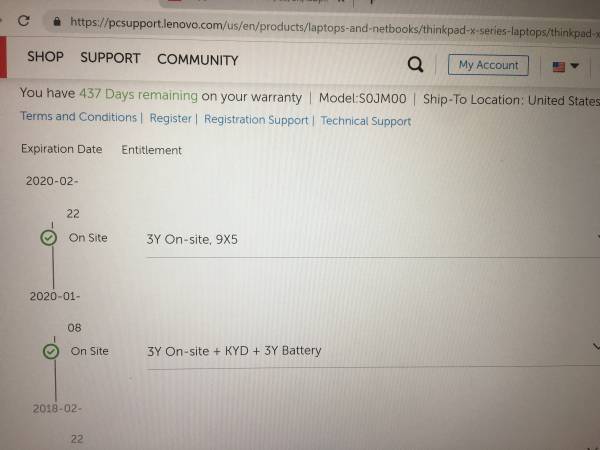 https://pcsupport.lenovo.com/us/en/products/laptops-and-netbooks/thinkpad-x-series-laptops/thinkpad-x
SHOP SUPPORT COMMUNITY My Account
You have 437 Days remaining on your warranty | Model:S0JM00 | Ship-To Location: United States
Terms and Conditions | Register | Registration Support | Technical Support
Expiration Date Entitlement
2020-02-
22
On Site 3Y On-site, 9X5
2020-01-
08
On Site 3Y On-site + KYD + 3Y Battery
2018-02-
22